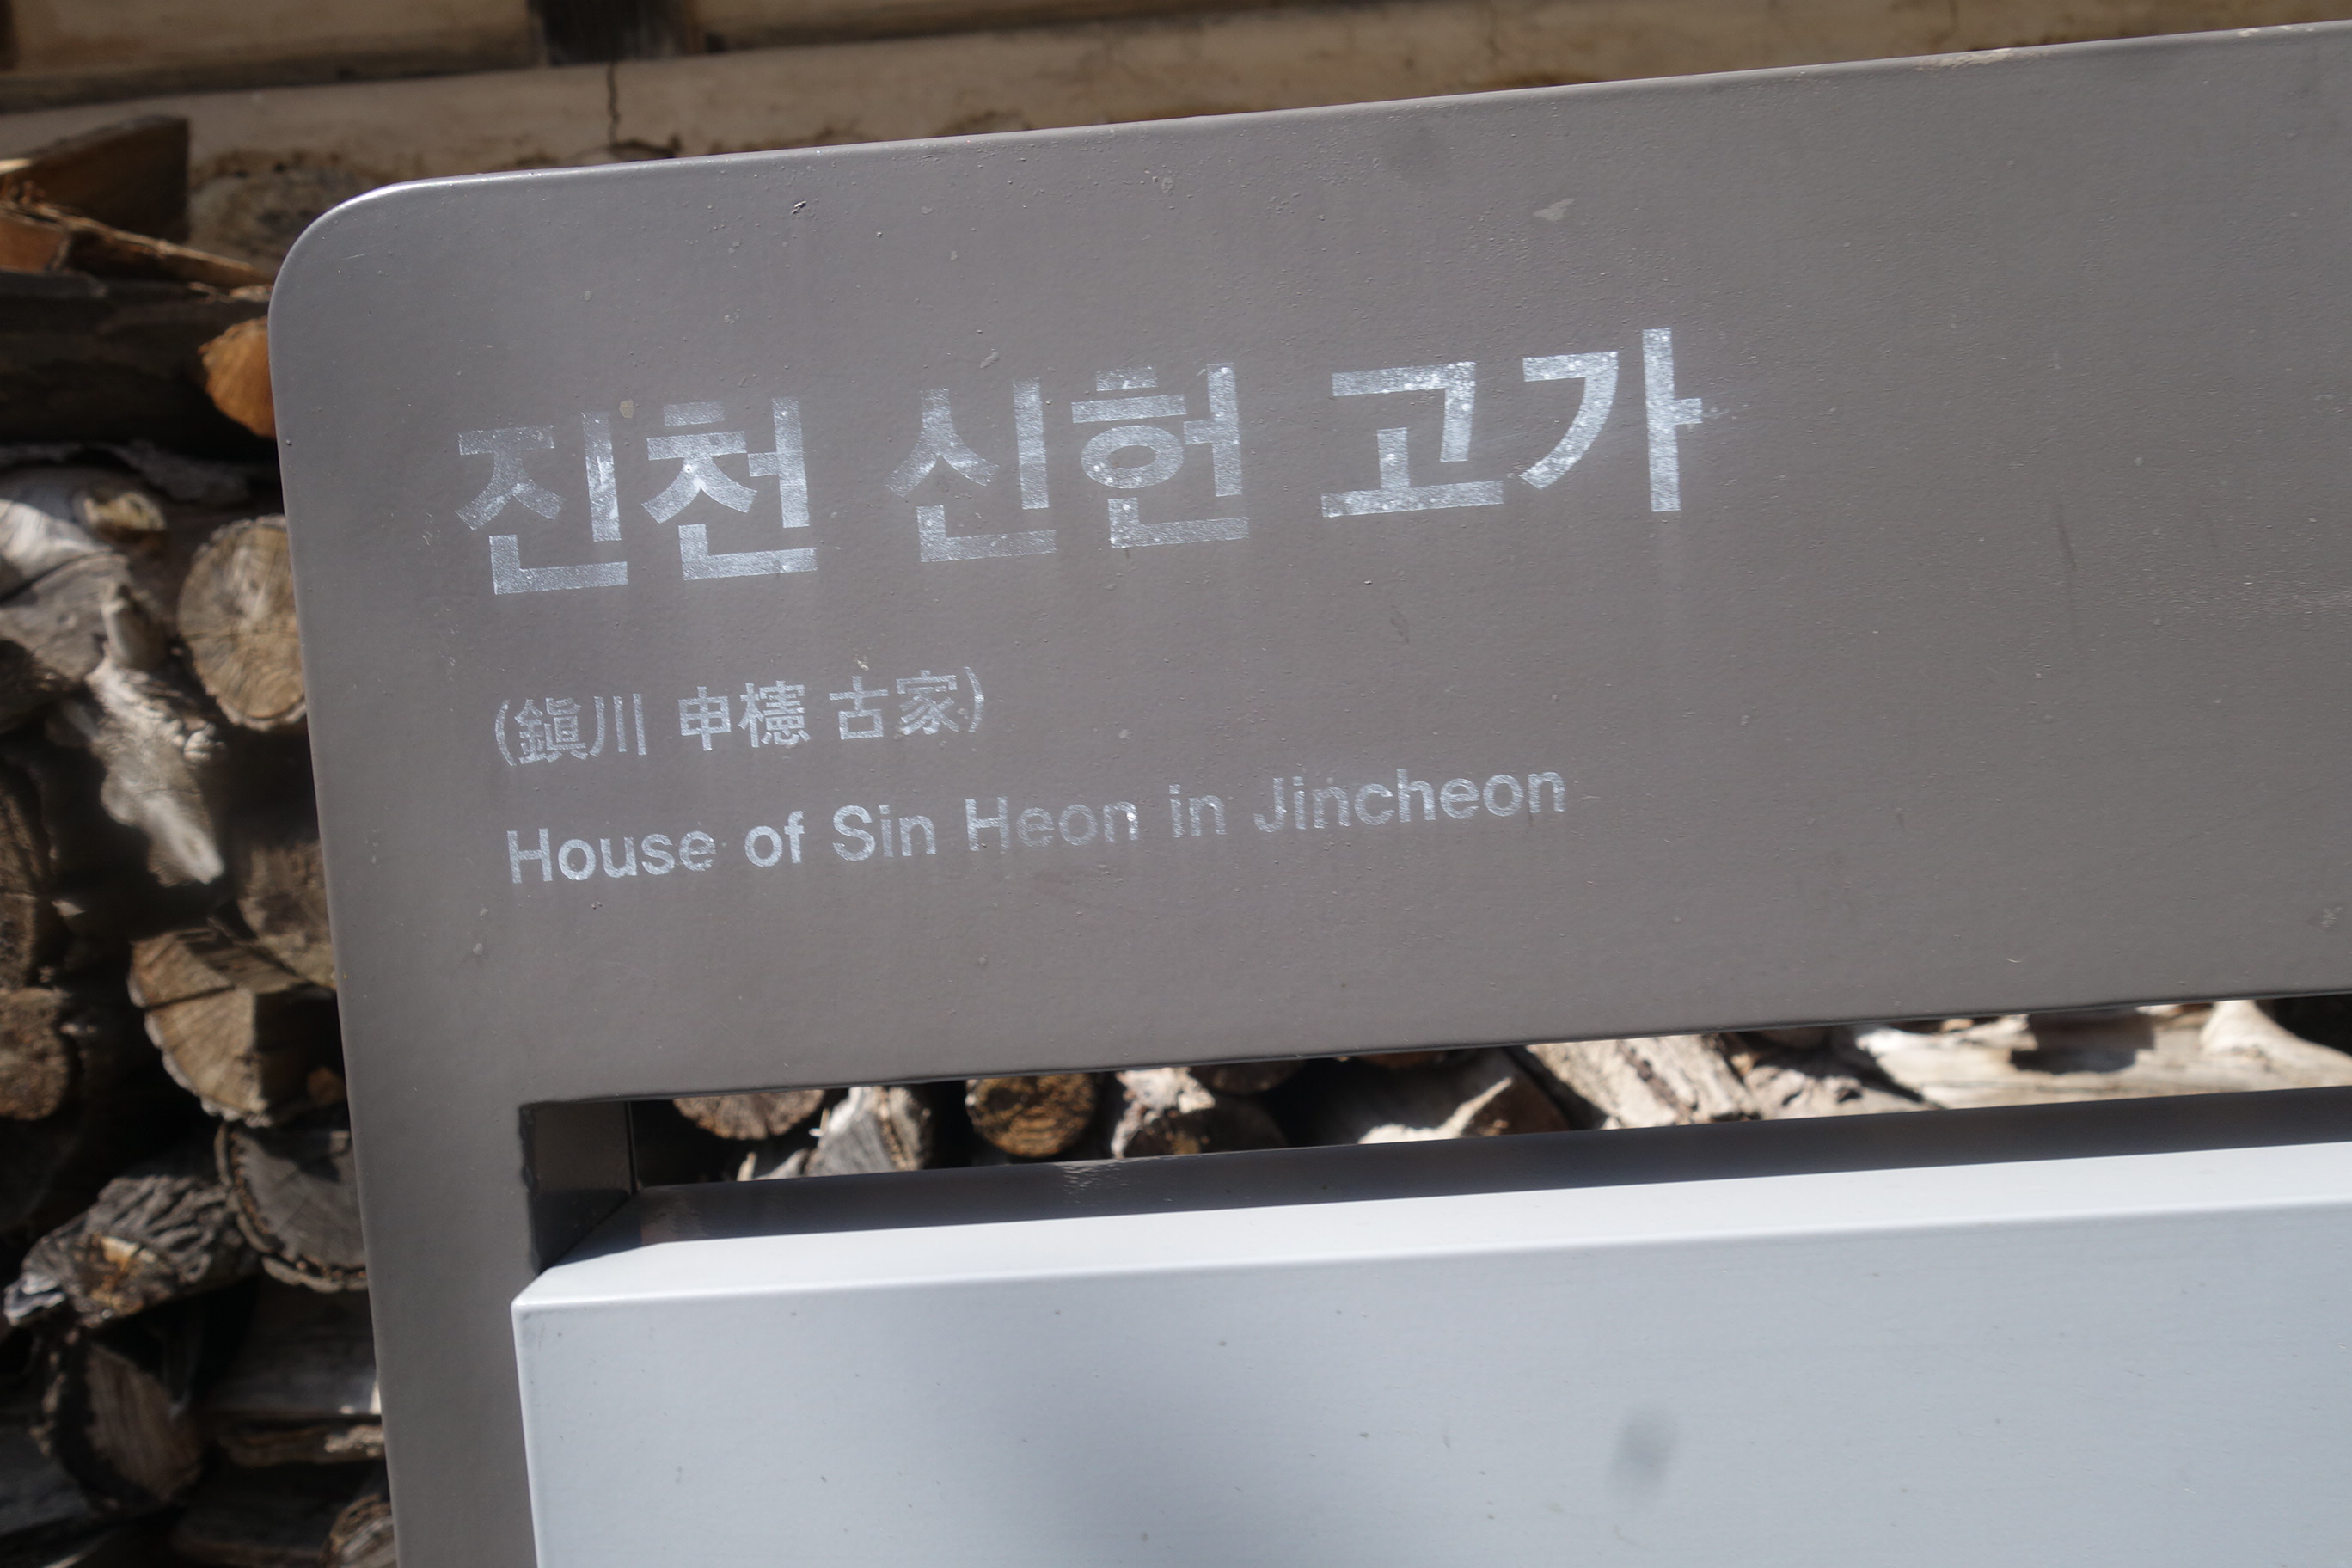 진천 신헌 고가
(鎭川 申櫶 古家)
House of Sin Heon in Jincheon